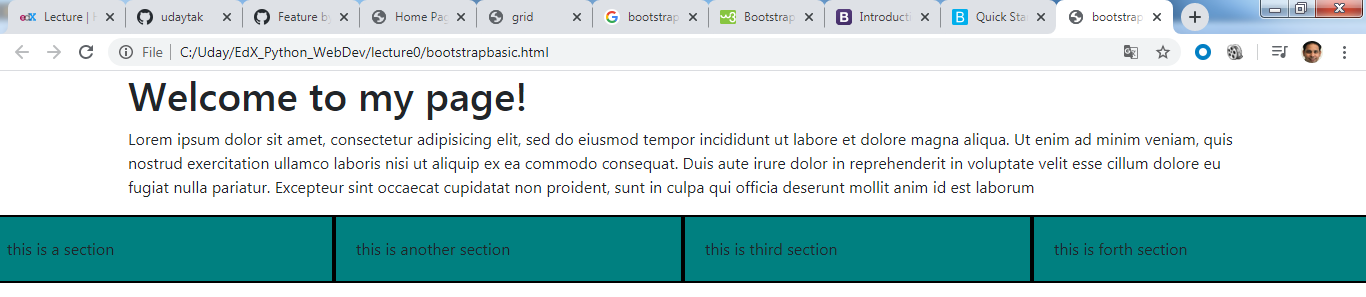 edX Lecture | H
udaytak
Feature by
Home Pag
grid
bootstrap
Bootstrap
Introducti
Quick Star
bootstrap
File | C:/Uday/EdX_Python_WebDev/lecture0/bootstrapbasic.html
Welcome to my page!
Lorem ipsum dolor sit amet, consectetur adipisicing elit, sed do eiusmod tempor incididunt ut labore et dolore magna aliqua. Ut enim ad minim veniam, quis
nostrud exercitation ullamco laboris nisi ut aliquip ex ea commodo consequat. Duis aute irure dolor in reprehenderit in voluptate velit esse cillum dolore eu
fugiat nulla pariatur. Excepteur sint occaecat cupidatat non proident, sunt in culpa qui officia deserunt mollit anim id est laborum
this is a section
this is another section
this is third section
this is forth section